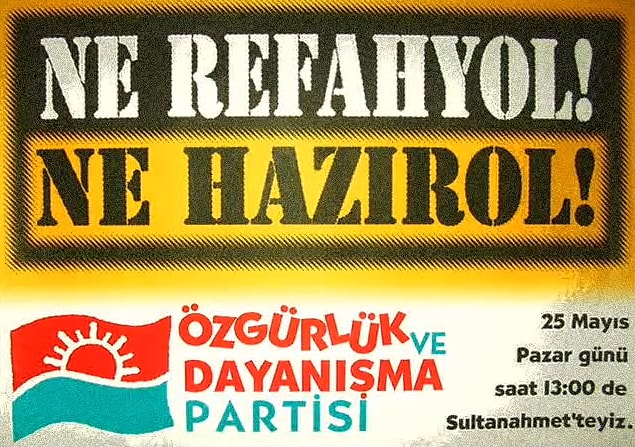 NE REFAHYOL!
NE HAZIROL!
ÖZGÜRLÜK VE
DAYANIŞMA
PARTİSİ
25 Mayıs
Pazar günü
saat 13:00 de
Sultanahmet'teyiz.